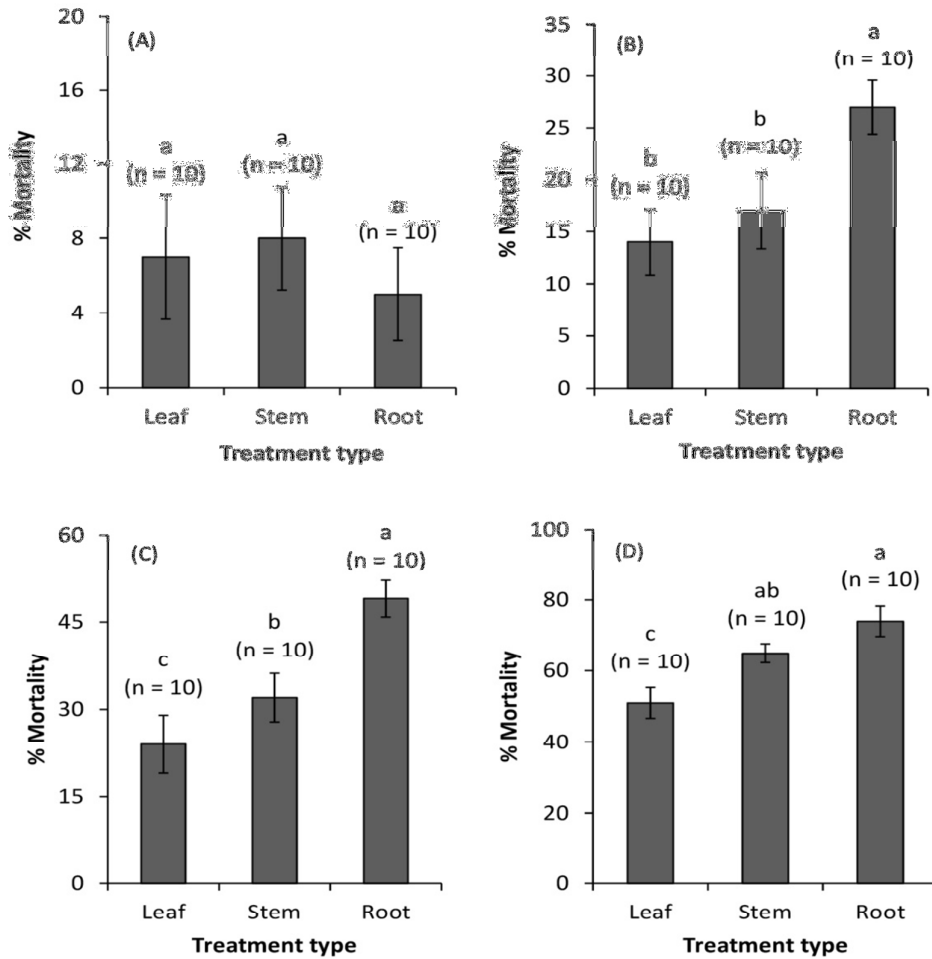 (A)
20
16
12
8
4
0
% Mortality
a
(n = 10)
a
(n = 10)
a
(n = 10)
Leaf
Stem
Root
Treatment type
(B)
35
30
25
20
15
10
5
0
% Mortality
b
(n = 10)
b
(n = 10)
a
(n = 10)
Leaf
Stem
Root
Treatment type
(C)
60
45
30
15
0
% Mortality
c
(n = 10)
b
(n = 10)
a
(n = 10)
Leaf
Stem
Root
Treatment type
(D)
100
80
60
40
20
0
% Mortality
c
(n = 10)
ab
(n = 10)
a
(n = 10)
Leaf
Stem
Root
Treatment type